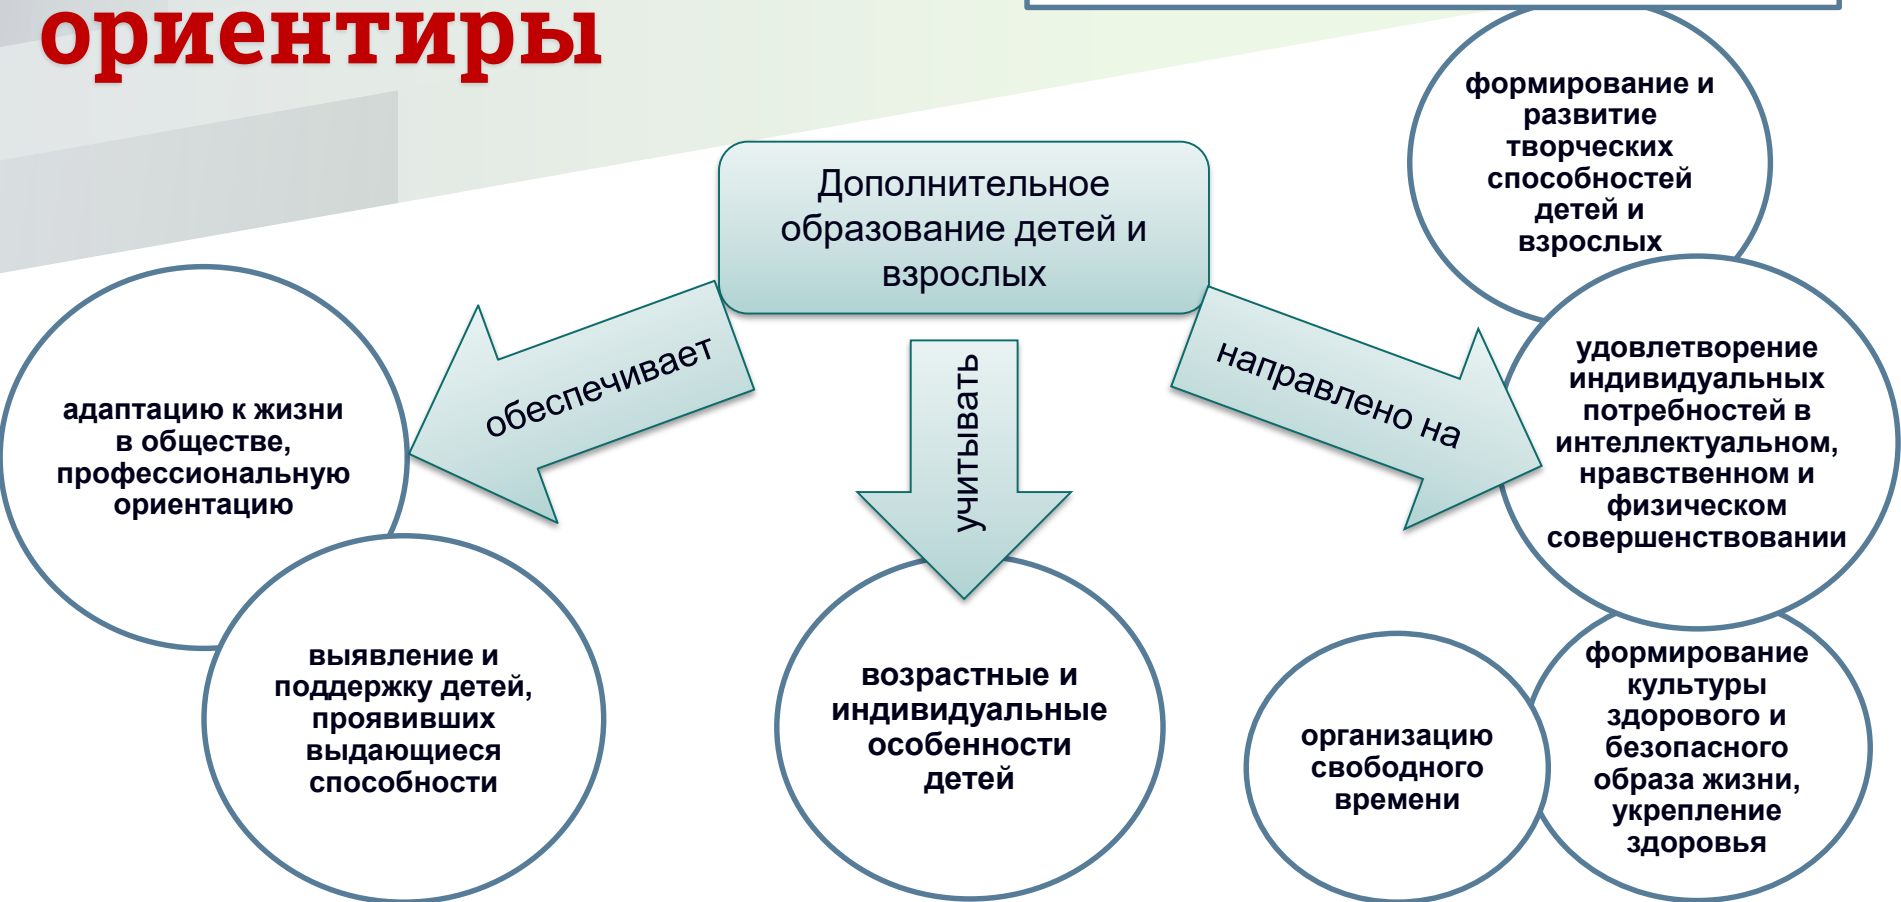 ориентиры
Дополнительное
образование детей и
взрослых
обеспечивает
учитывать
направлено на
адаптацию к жизни
в обществе,
профессиональную
ориентацию
выявление и
поддержку детей,
проявивших
выдающиеся
способности
возрастные и
индивидуальные
особенности
детей
формирование и
развитие
творческих
способностей
детей и
взрослых
удовлетворение
индивидуальных
потребностей в
интеллектуальном,
нравственном и
физическом
совершенствовании
формирование
культуры
здорового и
безопасного
образа жизни,
укрепление
здоровья
организацию
свободного
времени